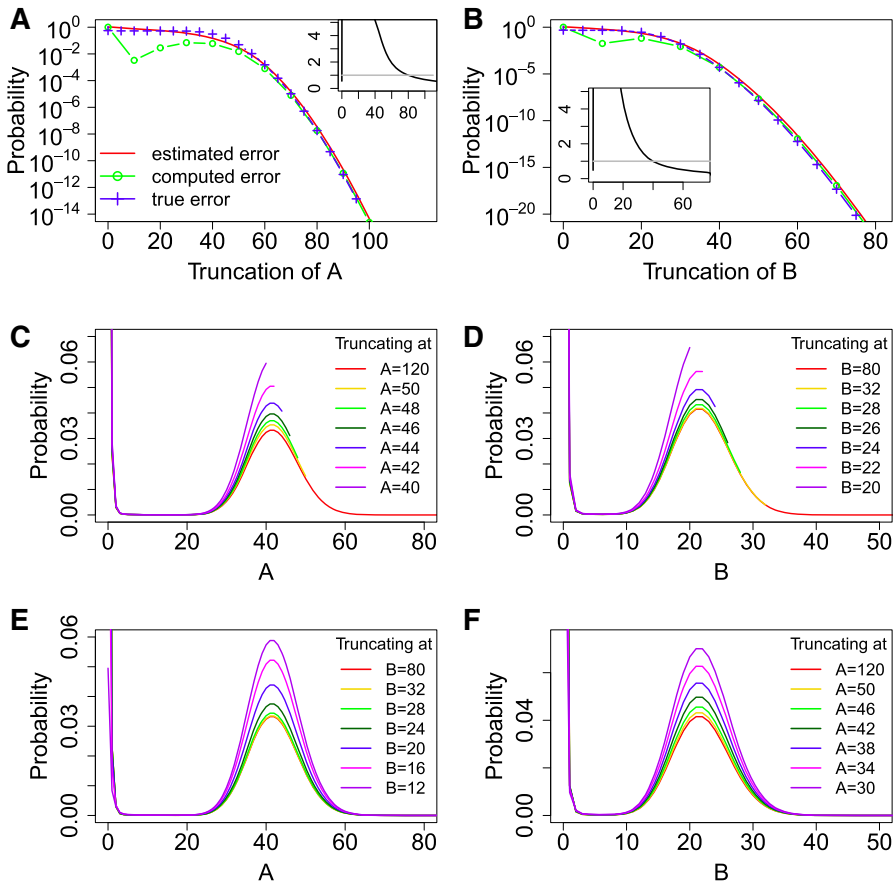 A
Probability
10^0
10^-2
10^-4
10^-6
10^-8
10^-10
10^-12
10^-14
estimated error
computed error
true error
0 20 40 60 80 100
Truncation of A
4
2
0
0 40 80
B
Probability
10^0
10^-5
10^-10
10^-15
10^-20
0 20 40 60 80
Truncation of B
4
2
0
0 20 60
C
Probability
0.06
0.03
0.00
0 20 40 60 80
A
Truncating at
A=120
A=50
A=48
A=46
A=44
A=42
A=40
D
Probability
0.06
0.03
0.00
0 10 20 30 40 50
B
Truncating at
B=80
B=32
B=28
B=26
B=24
B=22
B=20
E
Probability
0.06
0.03
0.00
0 20 40 60 80
A
Truncating at
B=80
B=32
B=28
B=24
B=20
B=16
B=12
F
Probability
0.04
0.00
0 10 20 30 40 50
B
Truncating at
A=120
A=50
A=46
A=42
A=38
A=34
A=30